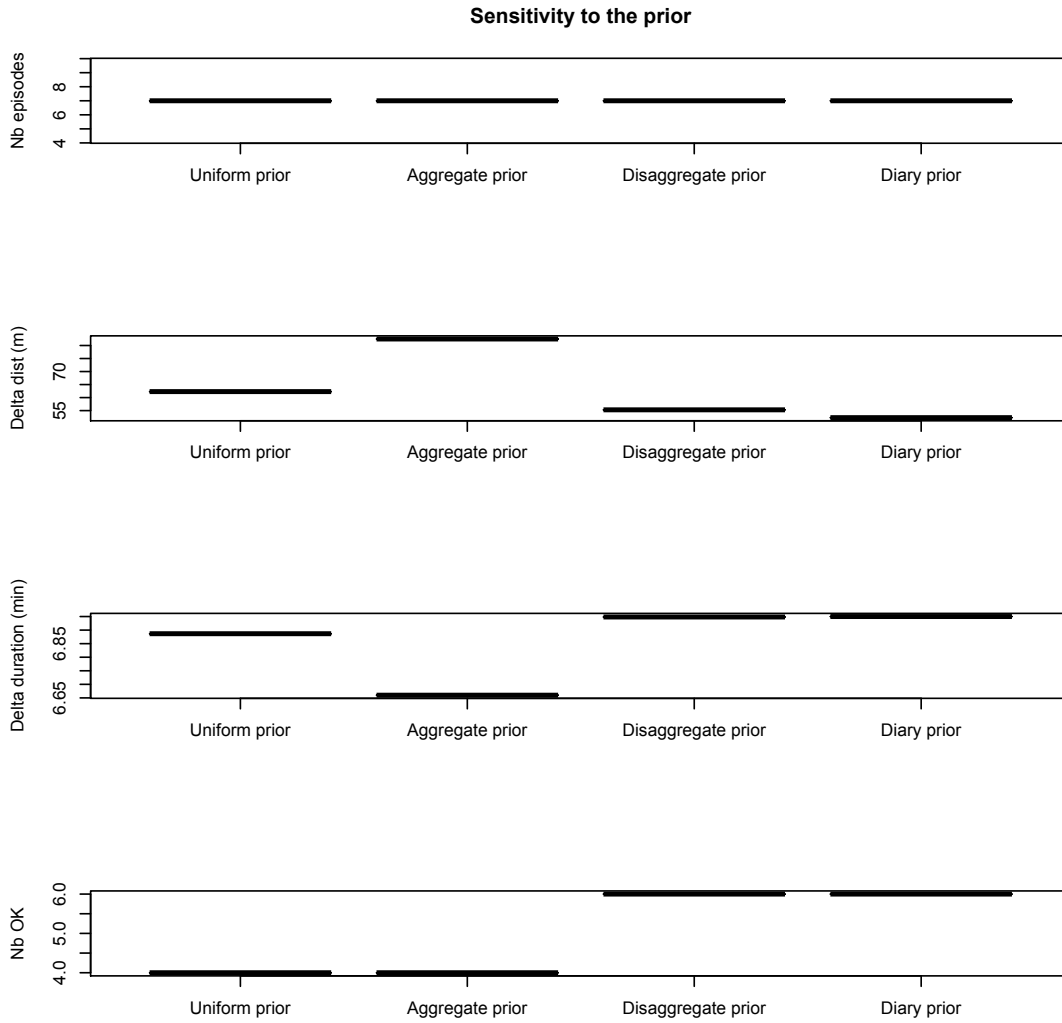 Sensitivity to the prior
Nb episodes
8
6
4
Uniform prior Aggregate prior Disaggregate prior Diary prior
Delta dist (m)
70
55
Uniform prior Aggregate prior Disaggregate prior Diary prior
Delta duration (min)
6.85
6.65
Uniform prior Aggregate prior Disaggregate prior Diary prior
Nb OK
6.0
5.0
4.0
Uniform prior Aggregate prior Disaggregate prior Diary prior